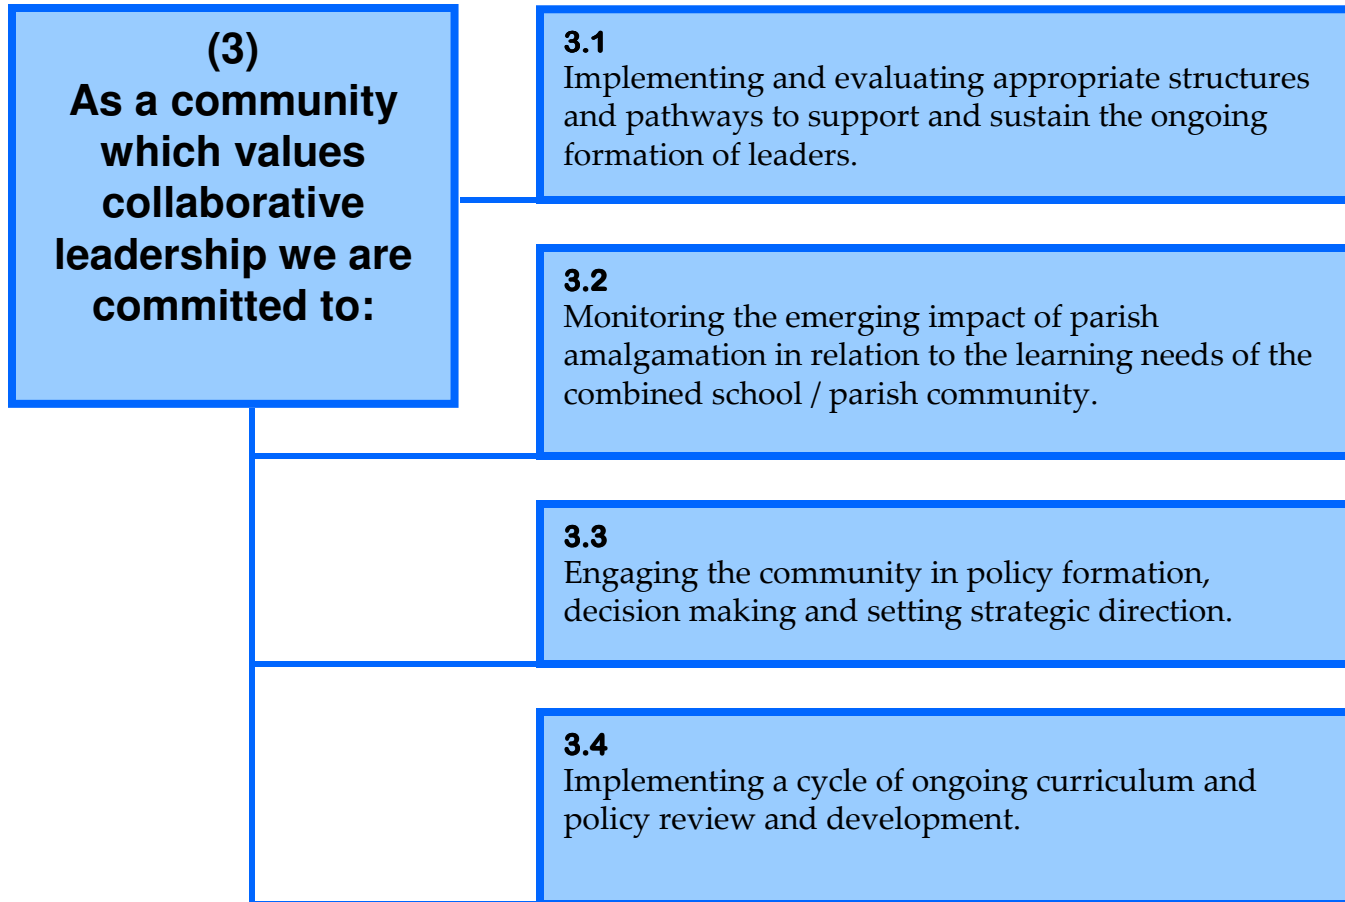 (3)
As a community
which values
collaborative
leadership we are
committed to:
3.1
Implementing and evaluating appropriate structures
and pathways to support and sustain the ongoing
formation of leaders.
3.2
Monitoring the emerging impact of parish
amalgamation in relation to the learning needs of the
combined school / parish community.
3.3
Engaging the community in policy formation,
decision making and setting strategic direction.
3.4
Implementing a cycle of ongoing curriculum and
policy review and development.